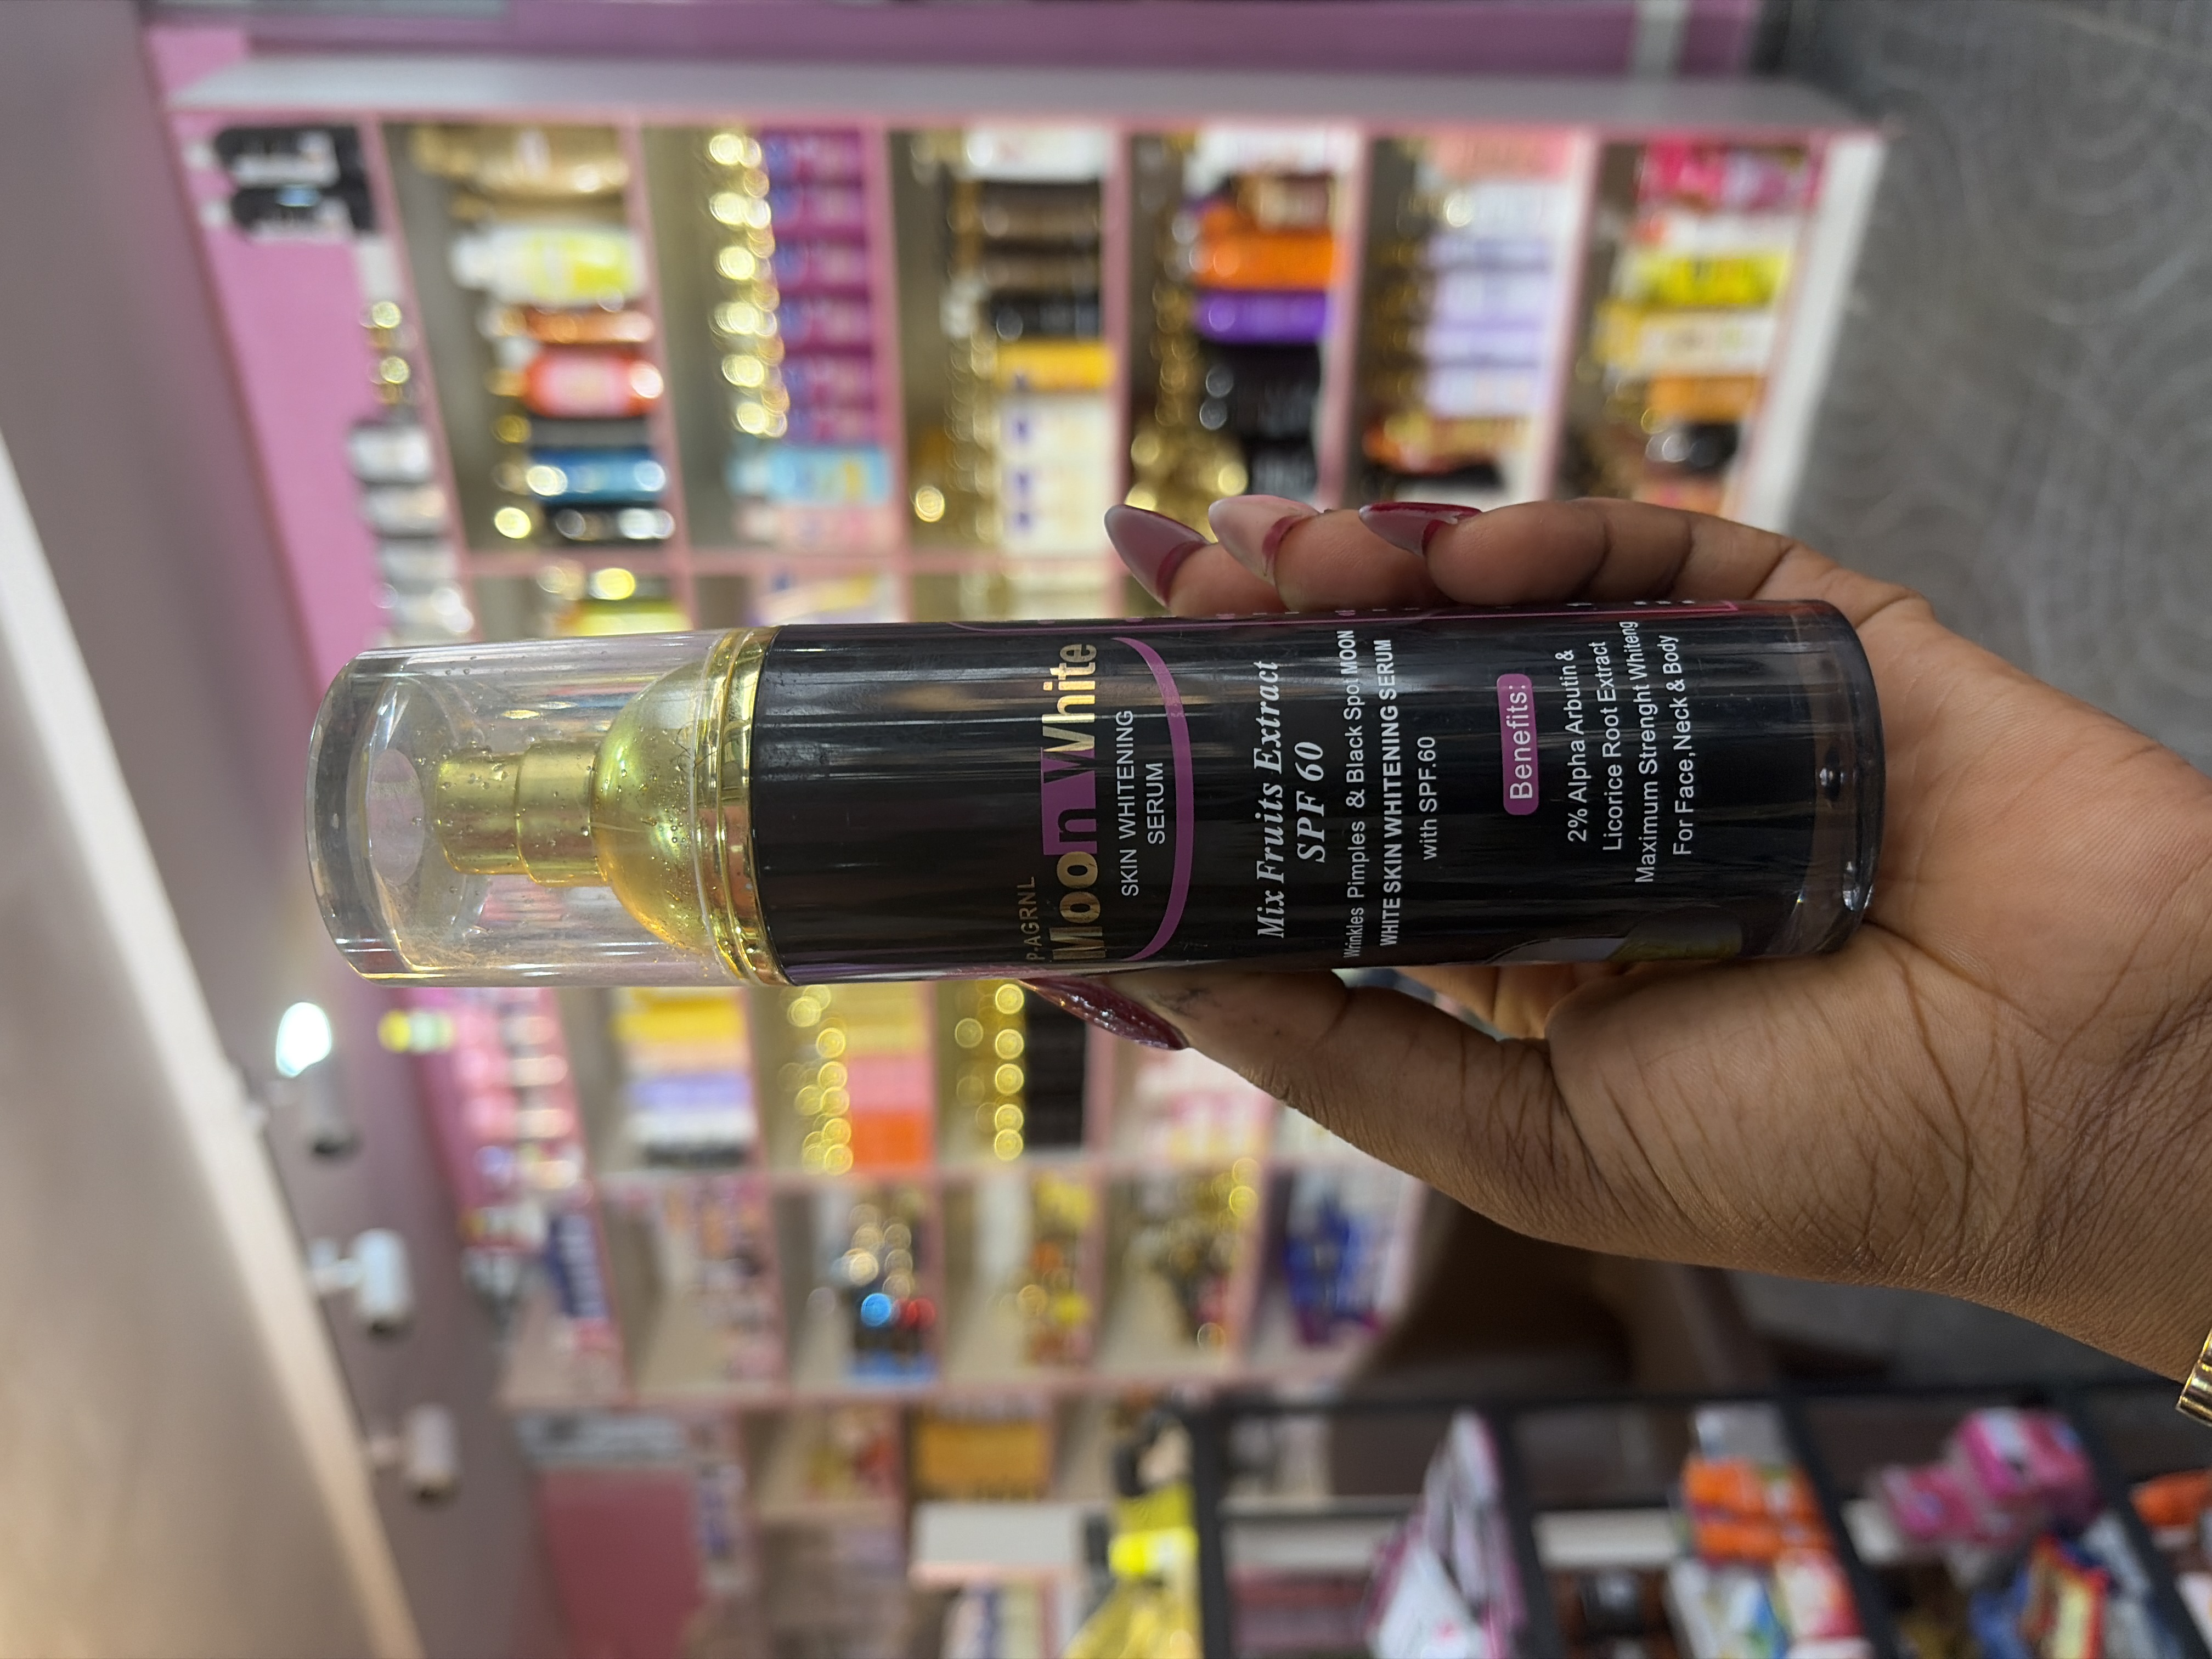 P-AGRNL
Moon White
SKIN WHITENING
SERUM
Mix Fruits Extract
SPF 60
Wrinkles Pimples & Black Spot MOON
WHITE SKIN WHITENING SERUM
with SPF.60
Benefits:
2% Alpha Arbutin &
Licorice Root Extract
Maximum Strenght Whiteng
For Face,Neck & Body